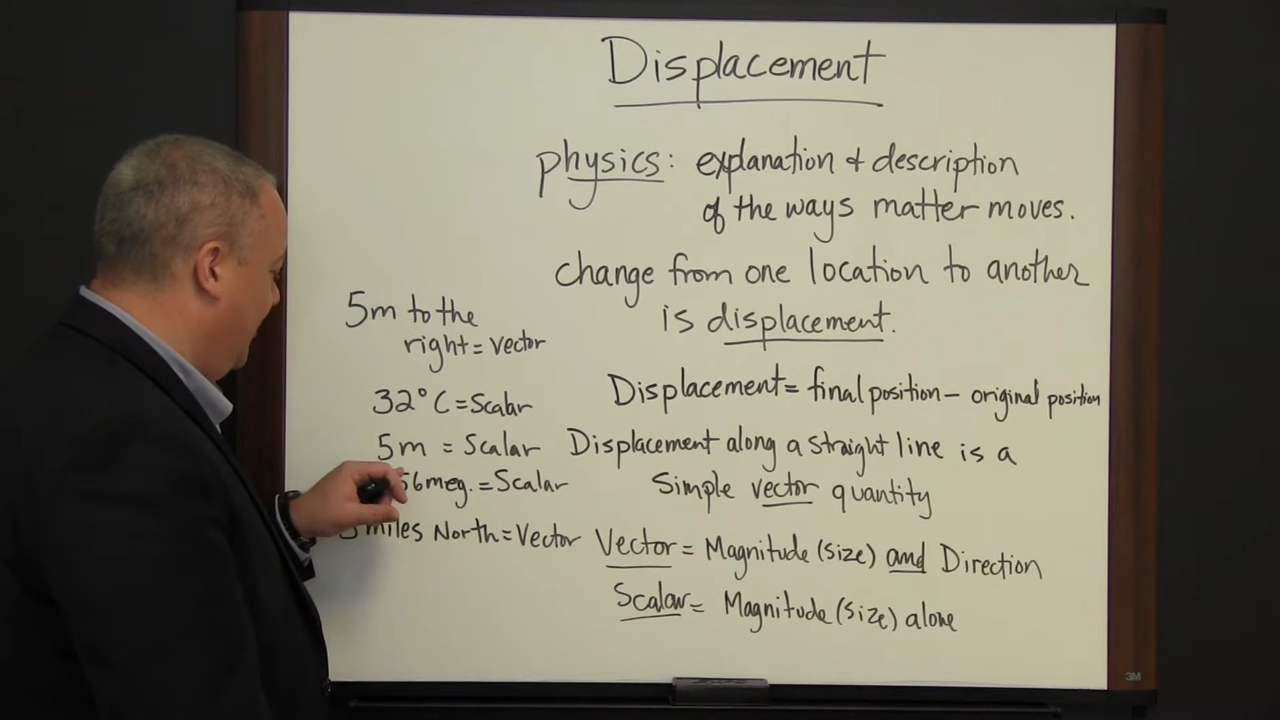 Displacement
physics: explanation & description
of the ways matter moves.
change from one location to another
is displacement.
5m to the
right = vector
32°C = Scalar
5m = Scalar
56meg. = Scalar
miles North = Vector
Displacement = final position - original position
Displacement along a straight line is a
Simple vector quantity
Vector = Magnitude (size) and Direction
Scalar = Magnitude (size) alone
3M